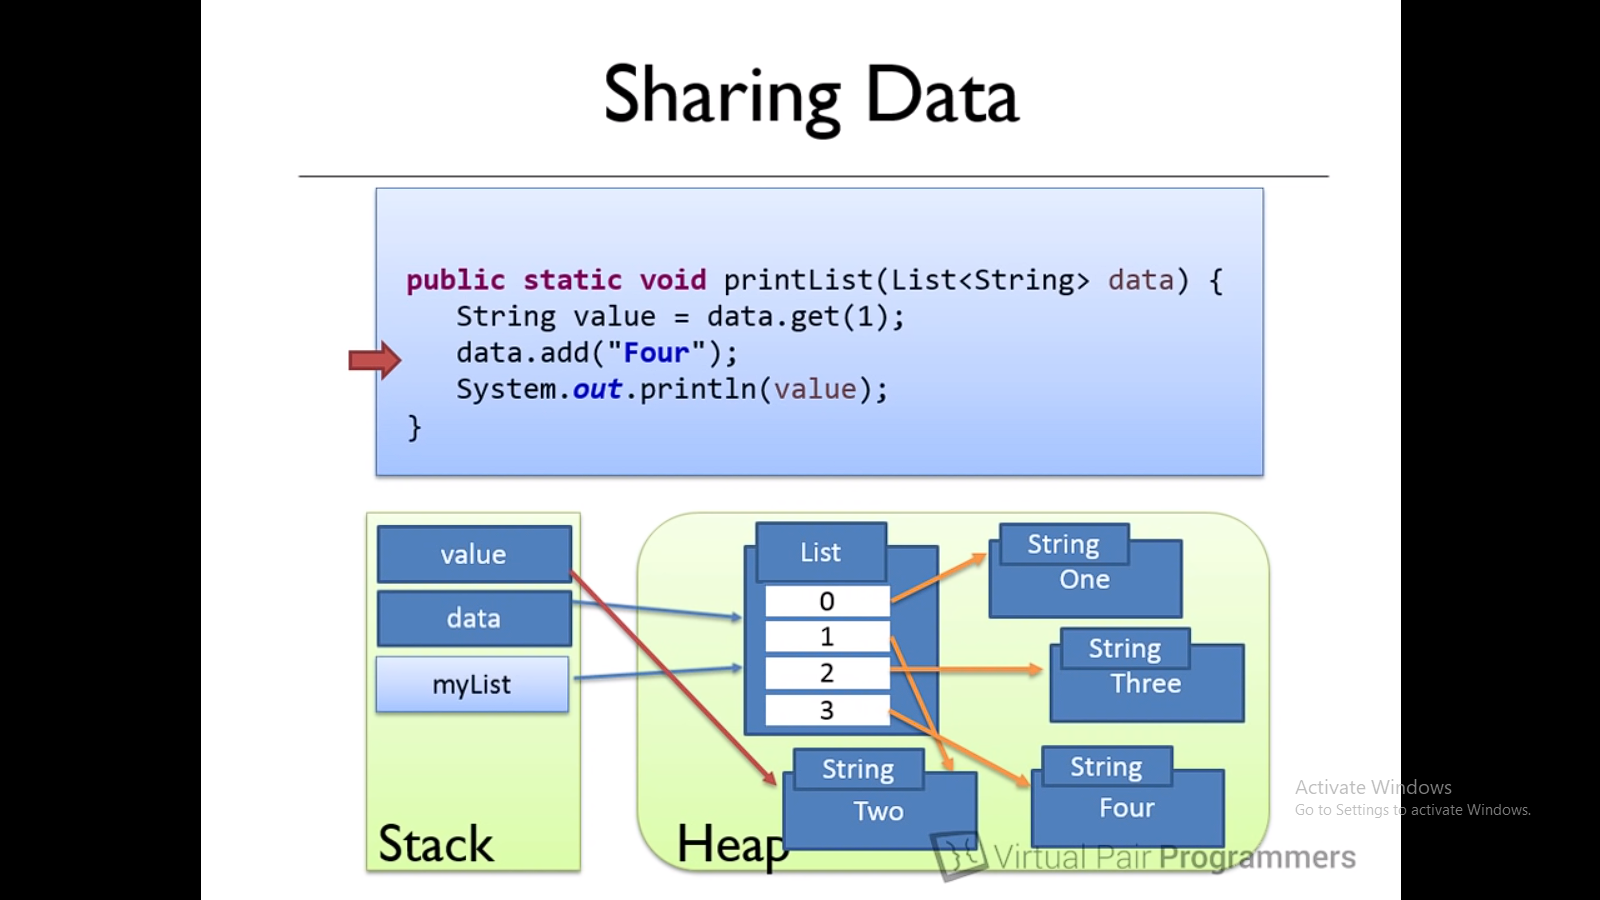 Sharing Data
public static void printList(List<String> data) {
String value = data.get(1);
data.add("Four");
System.out.println(value);
}
value
data
myList
Stack
List
0
1
2
3
String
One
String
Three
String
Two
String
Four
Heap
Activate Windows
Go to Settings to activate Windows.
Virtual Pair Programmers